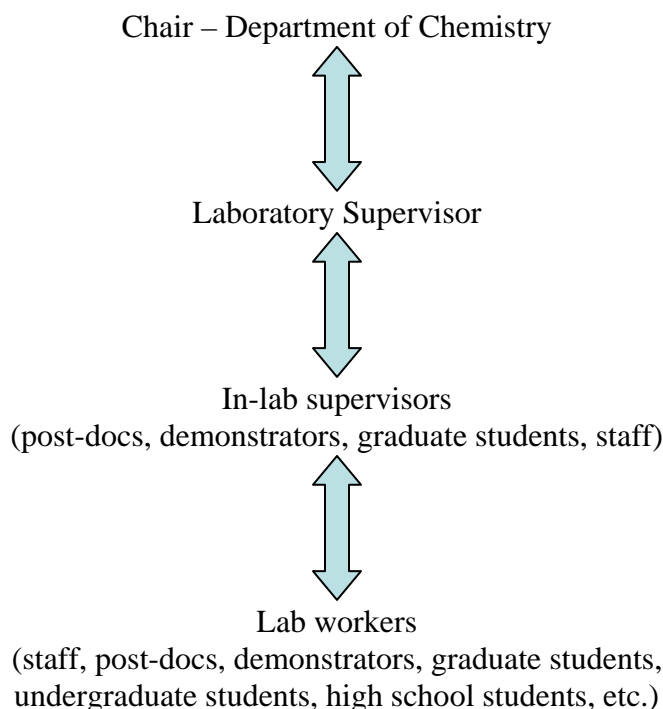 Chair – Department of Chemistry
Laboratory Supervisor
In-lab supervisors
(post-docs, demonstrators, graduate students, staff)
Lab workers
(staff, post-docs, demonstrators, graduate students,
undergraduate students, high school students, etc.)